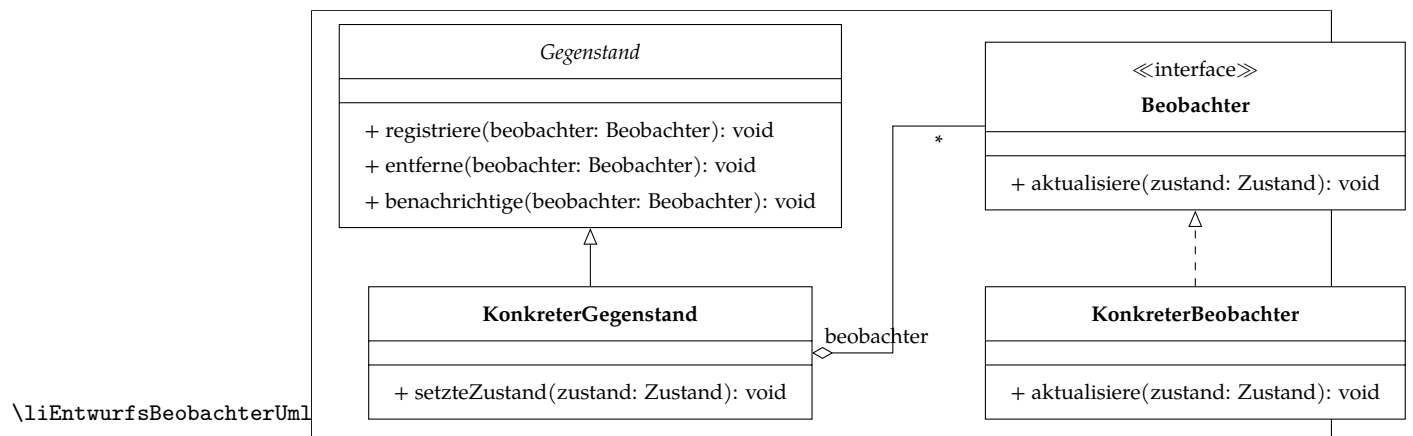 Gegenstand
+ registriere(beobachter: Beobachter): void
+ entferne(beobachter: Beobachter): void
+ benachrichtige(beobachter: Beobachter): void
≪interface≫
Beobachter
+ aktualisiere(zustand: Zustand): void
*
KonkreterGegenstand
+ setzteZustand(zustand: Zustand): void
beobachter
KonkreterBeobachter
+ aktualisiere(zustand: Zustand): void
\liEntwurfsBeobachterUml